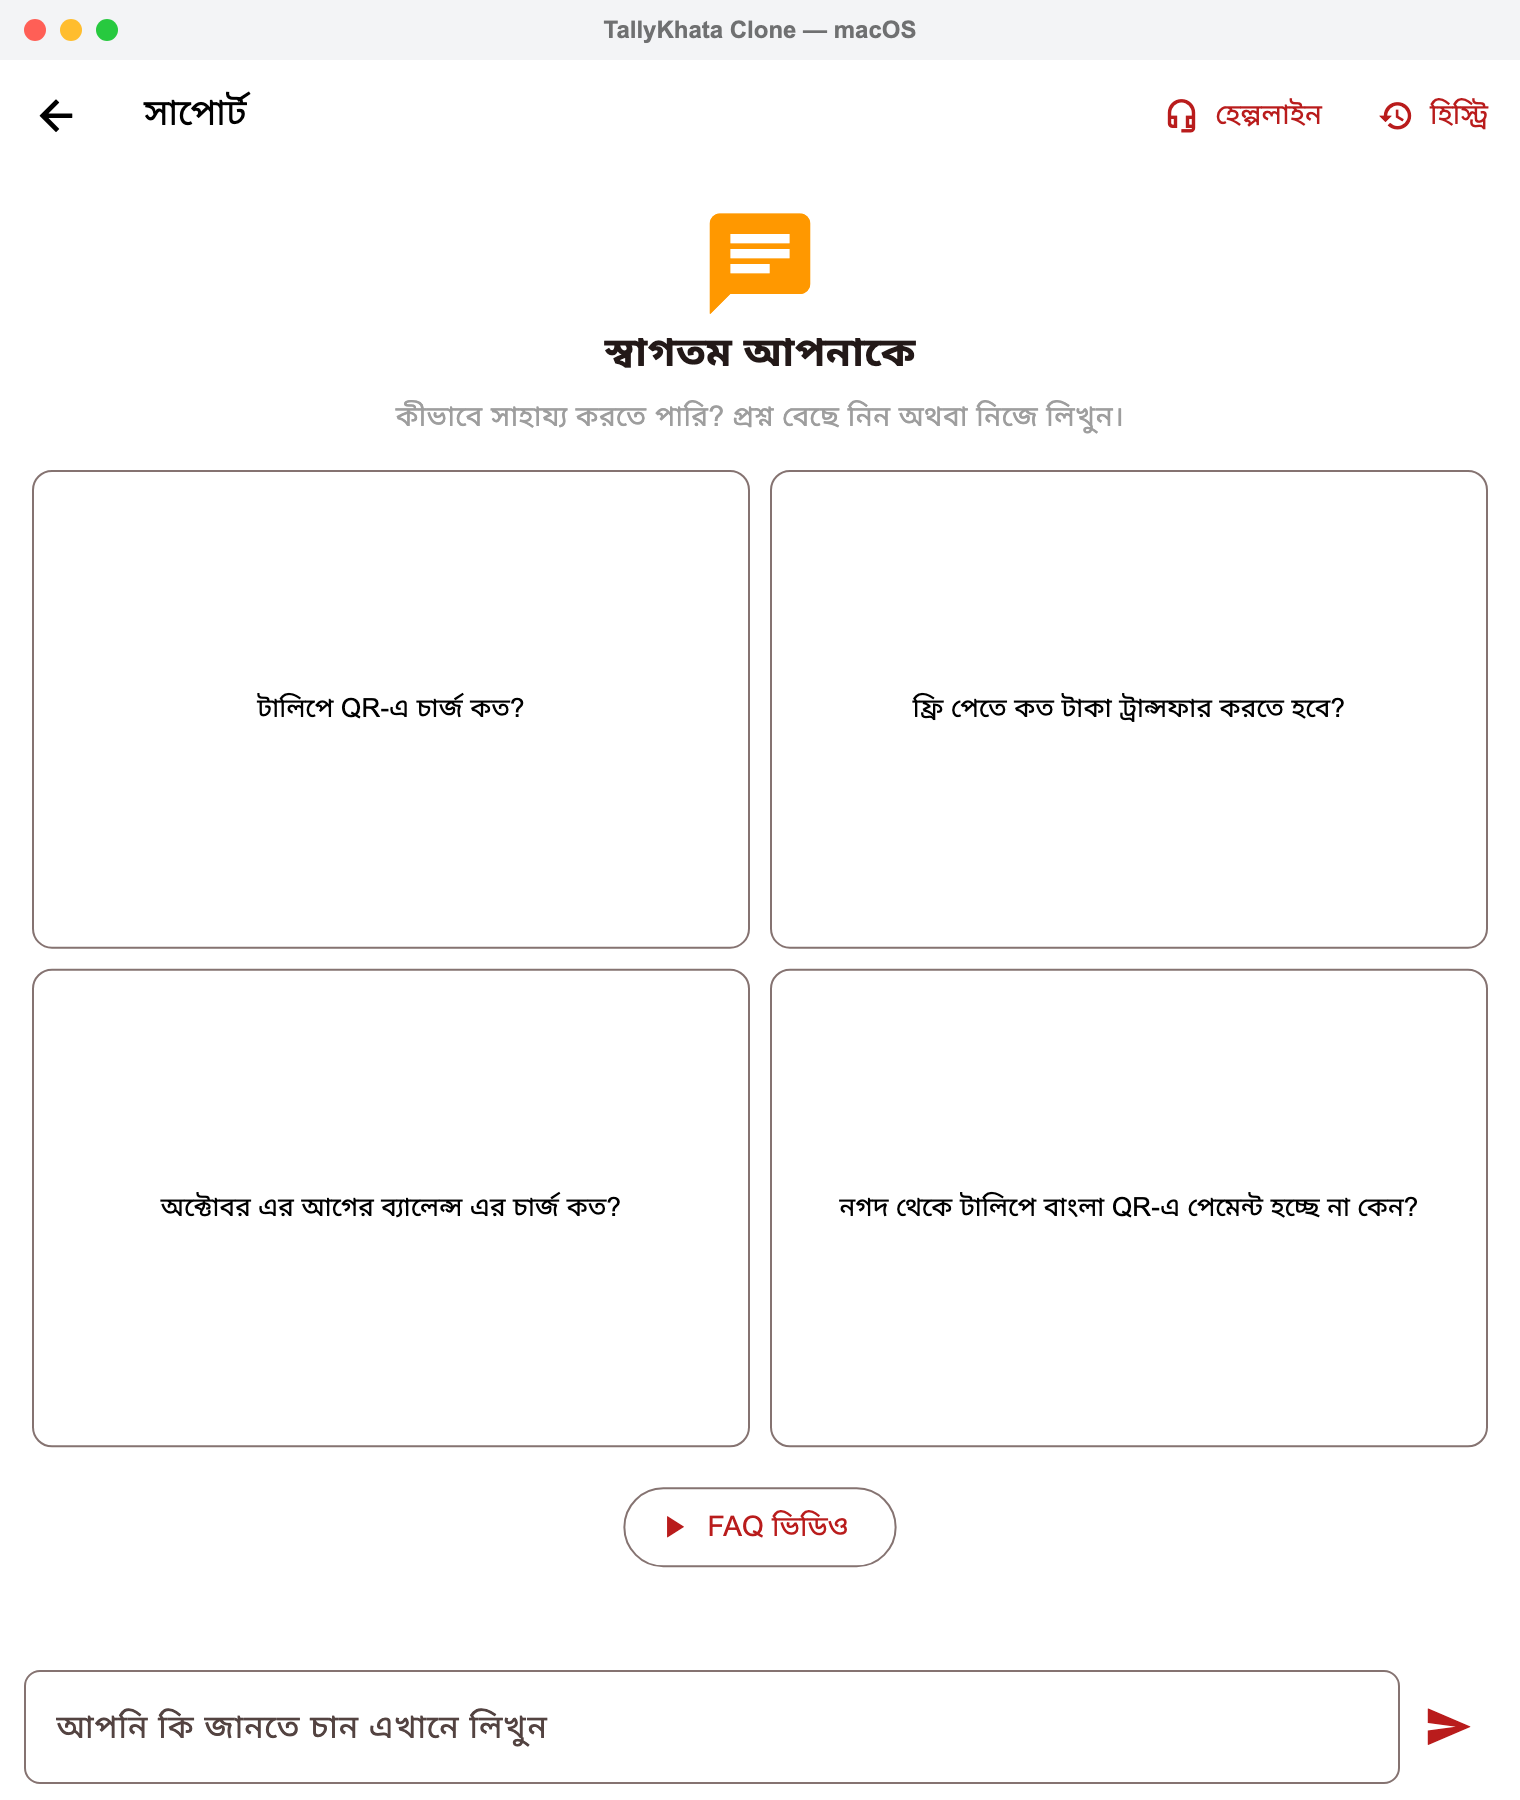 TallyKhata Clone — macOS
সাপোর্ট
হেল্পলাইন
হিস্ট্রি
স্বাগতম আপনাকে
কীভাবে সাহায্য করতে পারি? প্রশ্ন বেছে নিন অথবা নিজে লিখুন।
টালিপে QR-এ চার্জ কত?
ফ্রি পেতে কত টাকা ট্রান্সফার করতে হবে?
অক্টোবর এর আগের ব্যালেন্স এর চার্জ কত?
নগদ থেকে টালিপে বাংলা QR-এ পেমেন্ট হচ্ছে না কেন?
FAQ ভিডিও
আপনি কি জানতে চান এখানে লিখুন